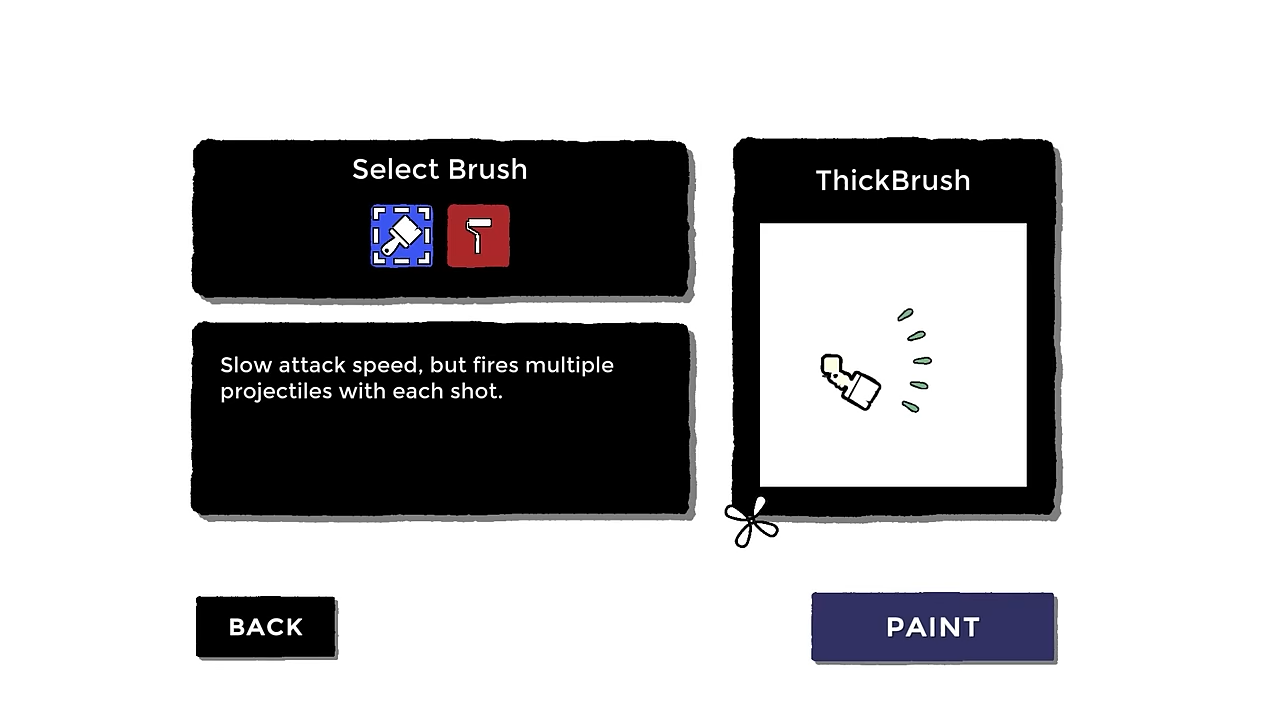 Select Brush
ThickBrush
Slow attack speed, but fires multiple
projectiles with each shot.
BACK
PAINT